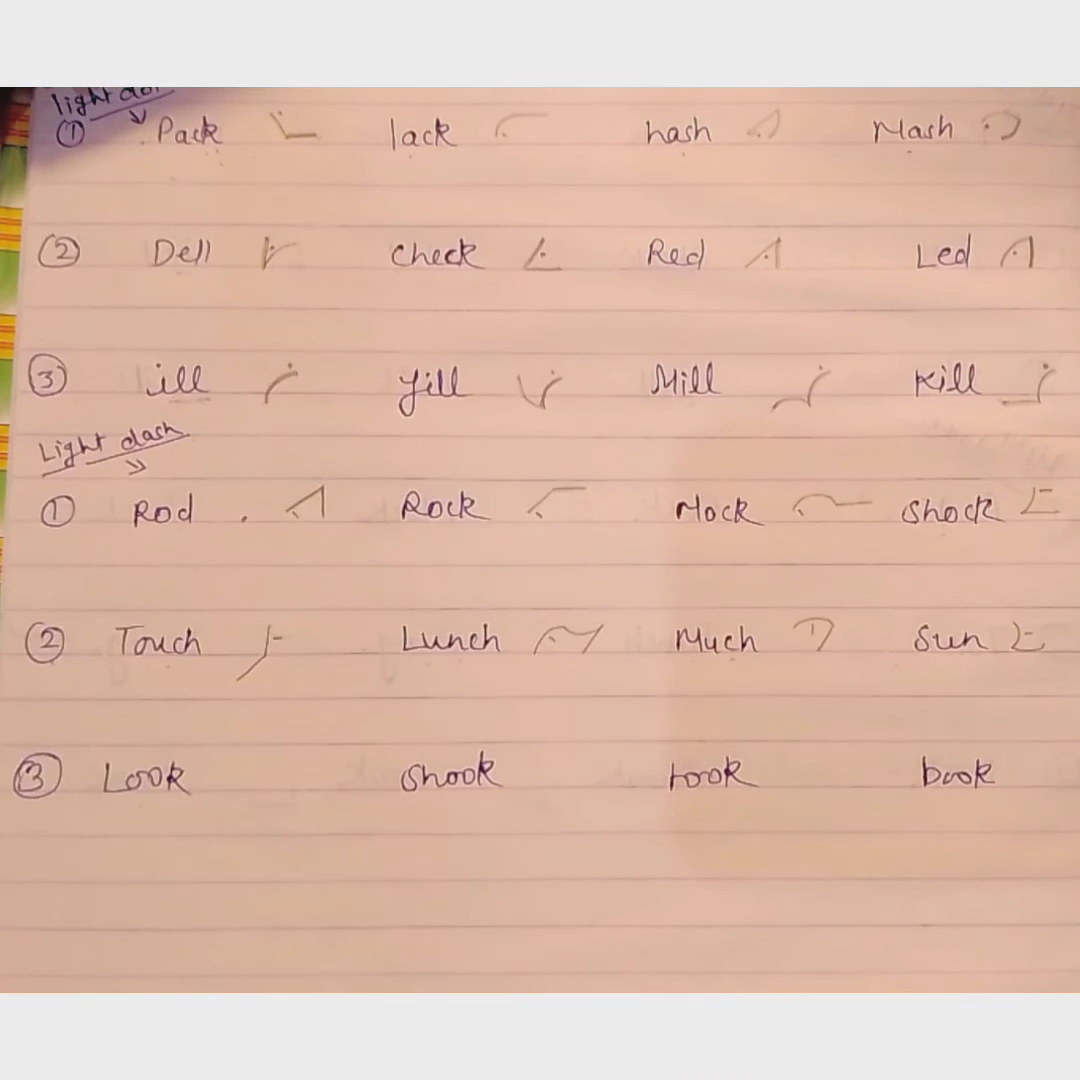 light dot
① Pack lack hash Mash
② Dell check Red Led
③ ill Jill Mill Kill
Light dash
① Rod . Rock Mock Shock
② Touch Lunch Much Sun
③ Look Shook took book